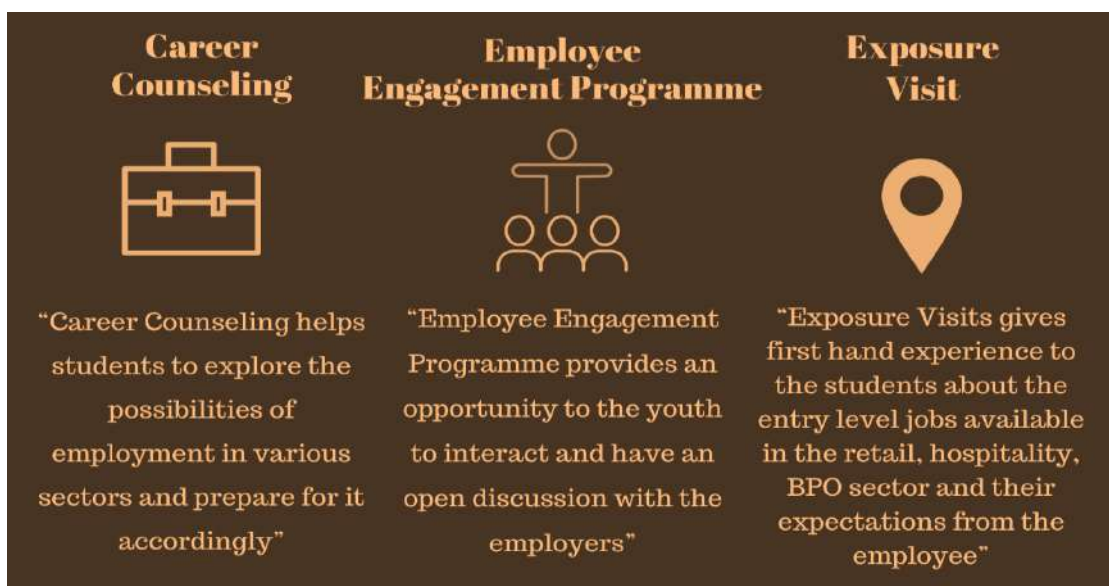 Career
Counseling
“Career Counseling helps
students to explore the
possibilities of
employment in various
sectors and prepare for it
accordingly”
Employee
Engagement Programme
“Employee Engagement
Programme provides an
opportunity to the youth
to interact and have an
open discussion with the
employers”
Exposure
Visit
“Exposure Visits gives
first hand experience to
the students about the
entry level jobs available
in the retail, hospitality,
BPO sector and their
expectations from the
employee”